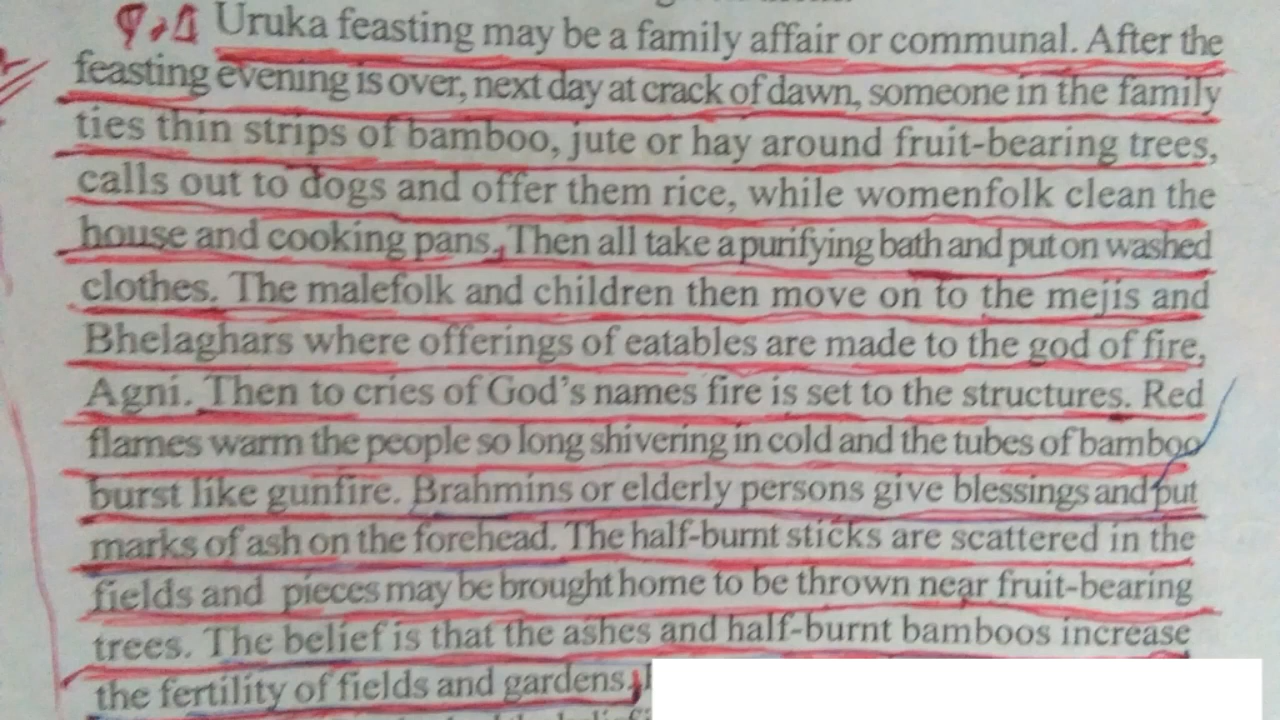 Uruka feasting may be a family affair or communal. After the
feasting evening is over, next day at crack of dawn, someone in the family
ties thin strips of bamboo, jute or hay around fruit-bearing trees,
calls out to dogs and offer them rice, while womenfolk clean the
house and cooking pans. Then all take a purifying bath and put on washed
clothes. The malefolk and children then move on to the mejis and
Bhelaghars where offerings of eatables are made to the god of fire,
Agni. Then to cries of God's names fire is set to the structures. Red
flames warm the people so long shivering in cold and the tubes of bamboo
burst like gunfire. Brahmins or elderly persons give blessings and put
marks of ash on the forehead. The half-burnt sticks are scattered in the
fields and pieces may be brought home to be thrown near fruit-bearing
trees. The belief is that the ashes and half-burnt bamboos increase
the fertility of fields and gardens.